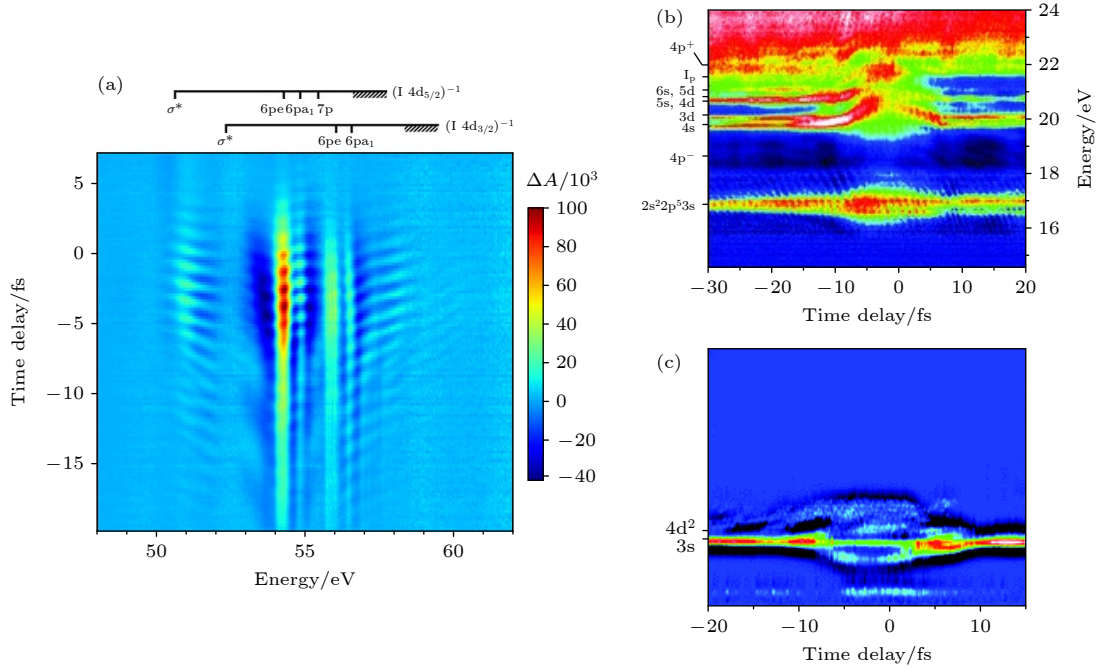 (a)
σ* 6pe 6pa₁ 7p (I 4d₅/₂)⁻¹
σ* 6pe 6pa₁ (I 4d₃/₂)⁻¹
Time delay/fs
5
0
−5
−10
−15
50 55 60
Energy/eV
ΔA/10³
100
80
60
40
20
0
−20
−40
(b)
4p⁺
Iₚ
6s, 5d
5s, 4d
3d
4s
4p⁻
2s²2p⁵3s
24
22
20
18
16
Energy/eV
−30 −20 −10 0 10 20
Time delay/fs
(c)
4d²
3s
−20 −10 0 10
Time delay/fs